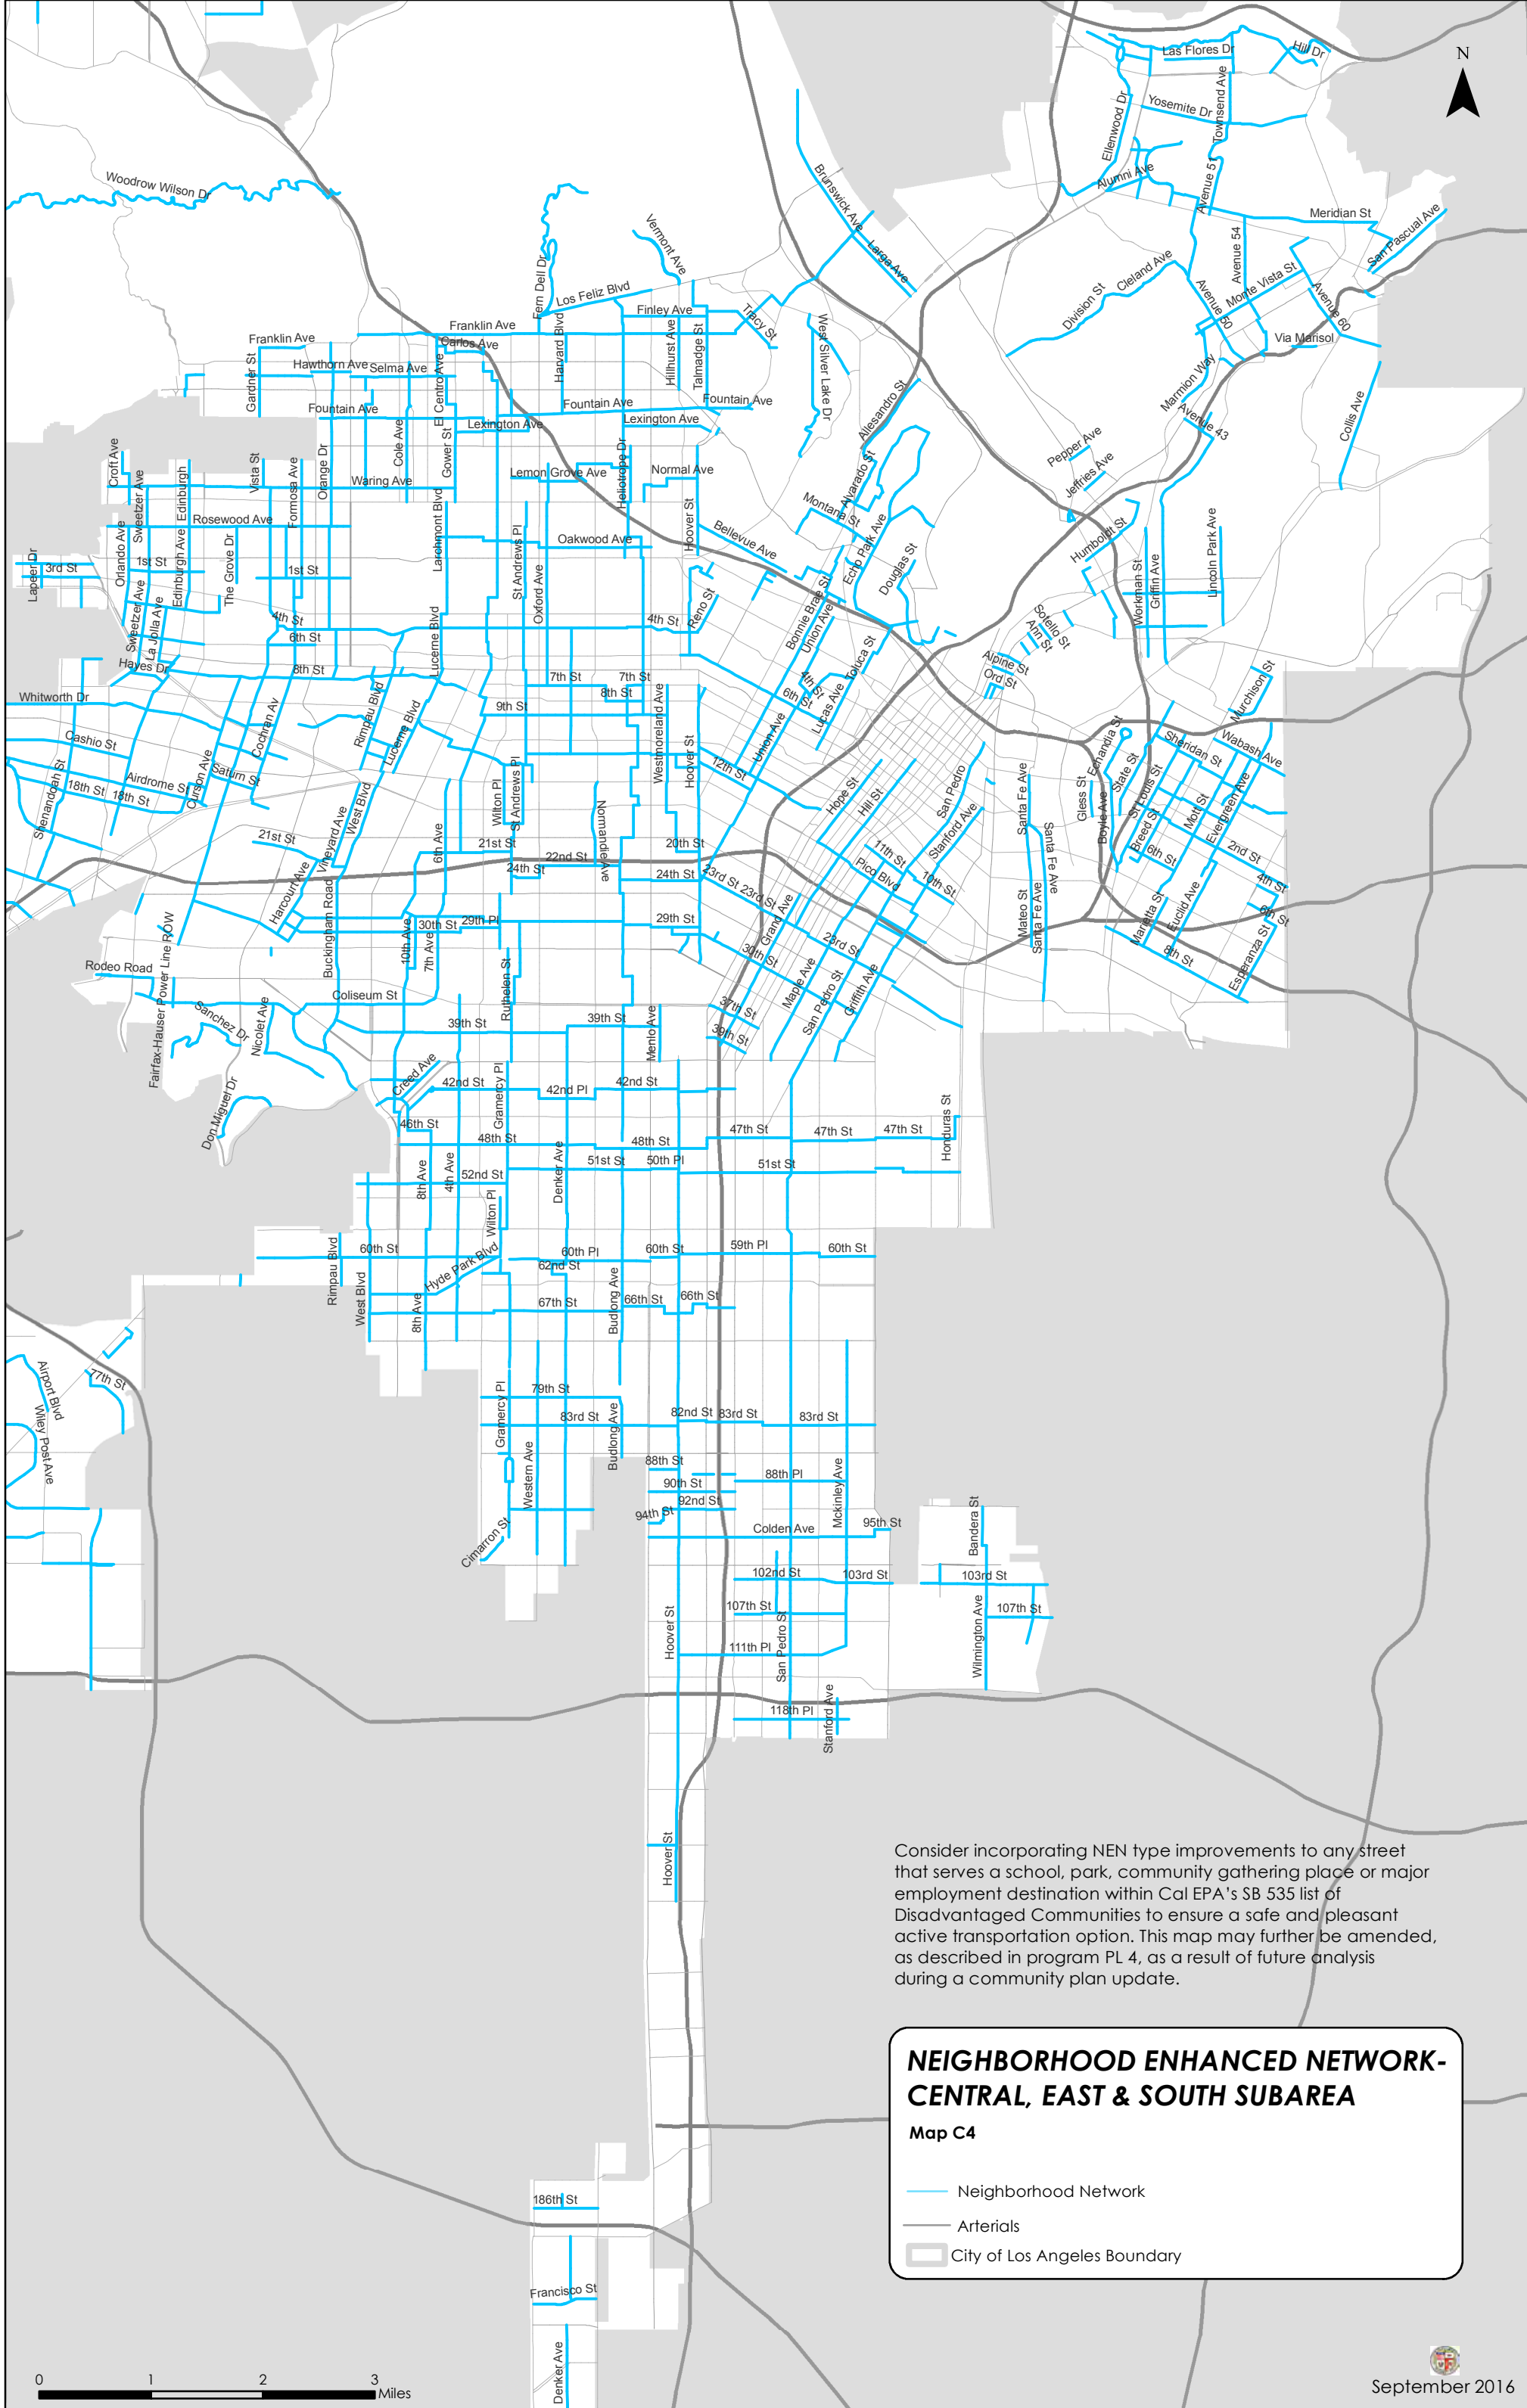 N
Las Flores Dr
Hill Dr
Yosemite Dr
Townsend Ave
Ellenwood Dr
Alumni Ave
Avenue 51
Woodrow Wilson Dr
Brunswick Ave
Vermont Ave
Meridian St
San Pascual Ave
Larga Ave
Avenue 54
Cleland Ave
Monte Vista St
Fern Dell Dr
Los Feliz Blvd
Division St
Avenue 50
Avenue 60
Finley Ave
Tracy St
Franklin Ave
Franklin Ave
Carlos Ave
Harvard Blvd
Hillhurst Ave
Talmadge St
West Silver Lake Dr
Via Marisol
Hawthorn Ave
Selma Ave
Gardner St
El Centro Ave
Marmion Way
Fountain Ave
Fountain Ave
Fountain Ave
Allesandro St
Avenue 43
Collis Ave
Lexington Ave
Lexington Ave
Cole Ave
Gower St
Pepper Ave
Jeffries Ave
Croft Ave
Sweetzer Ave
Edinburgh
Vista St
Formosa Ave
Orange Dr
Waring Ave
Lemon Grove Ave
Heliotrope Dr
Normal Ave
Alvarado St
Montana St
Rosewood Ave
Larchmont Blvd
St Andrews Pl
Oakwood Ave
Hoover St
Bellevue Ave
Echo Park Ave
Douglas St
Humboldt St
Lincoln Park Ave
Orlando Ave
Edinburgh Ave
The Grove Dr
1st St
1st St
Lapeer Dr
3rd St
Oxford Ave
Workman St
Griffin Ave
Sweetzer Ave
La Jolla Ave
4th St
6th St
4th St
Reno St
Bonnie Brae St
Union Ave
Sotello St
Ann St
Lucerne Blvd
Toluca St
Alpine St
Ord St
Hayes Dr
8th St
7th St
7th St
8th St
4th St
6th St
Lucas Ave
Murchison St
Whitworth Dr
9th St
Cochran Av
Rimpau Blvd
Lucerne Blvd
Westmoreland Ave
Hoover St
Union Ave
Echandia St
Cashio St
Sheridan St
Wabash Ave
Shenandoah St
18th St
18th St
Airdrome St
Curson Ave
Saturn St
12th St
Hope St
Hill St
San Pedro
Stanford Ave
Santa Fe Ave
Gless St
Boyle Ave
State St
St Louis St
Breed St
Mott St
Evergreen Ave
Wilton Pl
St Andrews Pl
Normandie Ave
West Blvd
Vineyard Ave
21st St
6th Ave
21st St
22nd St
24th St
20th St
24th St
11th St
Pico Blvd
10th St
Santa Fe Ave
6th St
2nd St
4th St
6th St
Harcourt Ave
Buckingham Road
23rd St
23rd St
Grand Ave
Mateo St
Santa Fe Ave
Marietta St
Euclid Ave
Esperanza St
8th St
Fairfax-Hauser Power Line ROW
10th Ave
7th Ave
30th St
29th Pl
29th St
30th St
23rd St
Rodeo Road
Coliseum St
Ruthelen St
Maple Ave
San Pedro St
Griffith Ave
Sanchez Dr
Nicolet Ave
39th St
39th St
Menlo Ave
37th St
39th St
Don Miguel Dr
Creed Ave
42nd St
42nd Pl
42nd St
Gramercy Pl
46th St
48th St
48th St
47th St
47th St
47th St
Honduras St
8th Ave
4th Ave
52nd St
Denker Ave
51st St
50th Pl
51st St
Wilton Pl
Rimpau Blvd
60th St
Hyde Park Blvd
60th Pl
62nd St
60th St
59th Pl
60th St
West Blvd
8th Ave
67th St
Budlong Ave
66th St
66th St
Airport Blvd
77th St
Wiley Post Ave
Gramercy Pl
79th St
83rd St
Budlong Ave
82nd St
83rd St
83rd St
Western Ave
88th St
90th St
92nd St
94th St
88th Pl
Mckinley Ave
Cimarron St
Colden Ave
95th St
Bandera St
102nd St
103rd St
103rd St
107th St
107th St
Hoover St
111th Pl
San Pedro St
Wilmington Ave
118th Pl
Stanford Ave
Hoover St
Consider incorporating NEN type improvements to any street
that serves a school, park, community gathering place or major
employment destination within Cal EPA's SB 535 list of
Disadvantaged Communities to ensure a safe and pleasant
active transportation option. This map may further be amended,
as described in program PL 4, as a result of future analysis
during a community plan update.
NEIGHBORHOOD ENHANCED NETWORK-
CENTRAL, EAST & SOUTH SUBAREA
Map C4
Neighborhood Network
Arterials
City of Los Angeles Boundary
186th St
Francisco St
Denker Ave
0 1 2 3
Miles
September 2016